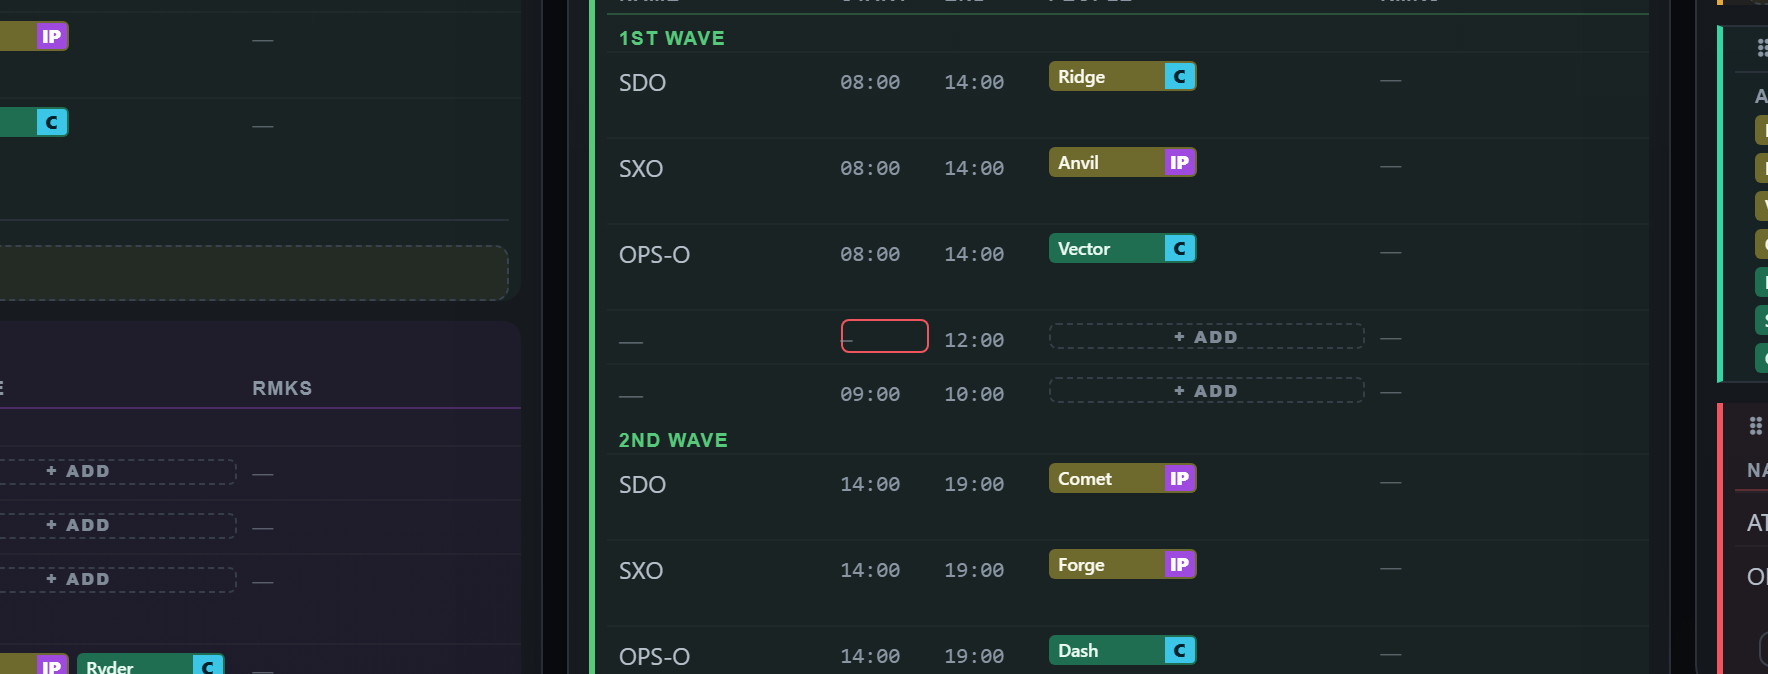 IP —
C —
RMKS
+ ADD —
+ ADD —
+ ADD —
IP Ryder C —
1ST WAVE
SDO 08:00 14:00 Ridge C —
SXO 08:00 14:00 Anvil IP —
OPS-O 08:00 14:00 Vector C —
— – 12:00 + ADD —
— 09:00 10:00 + ADD —
2ND WAVE
SDO 14:00 19:00 Comet IP —
SXO 14:00 19:00 Forge IP —
OPS-O 14:00 19:00 Dash C —